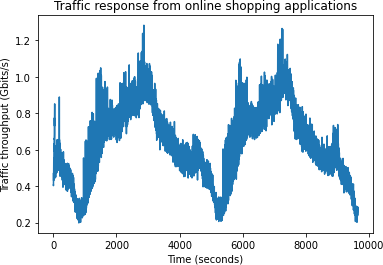 Traffic response from online shopping applications
Traffic throughput (Gbits/s)
1.2
1.0
0.8
0.6
0.4
0.2
0 2000 4000 6000 8000 10000
Time (seconds)